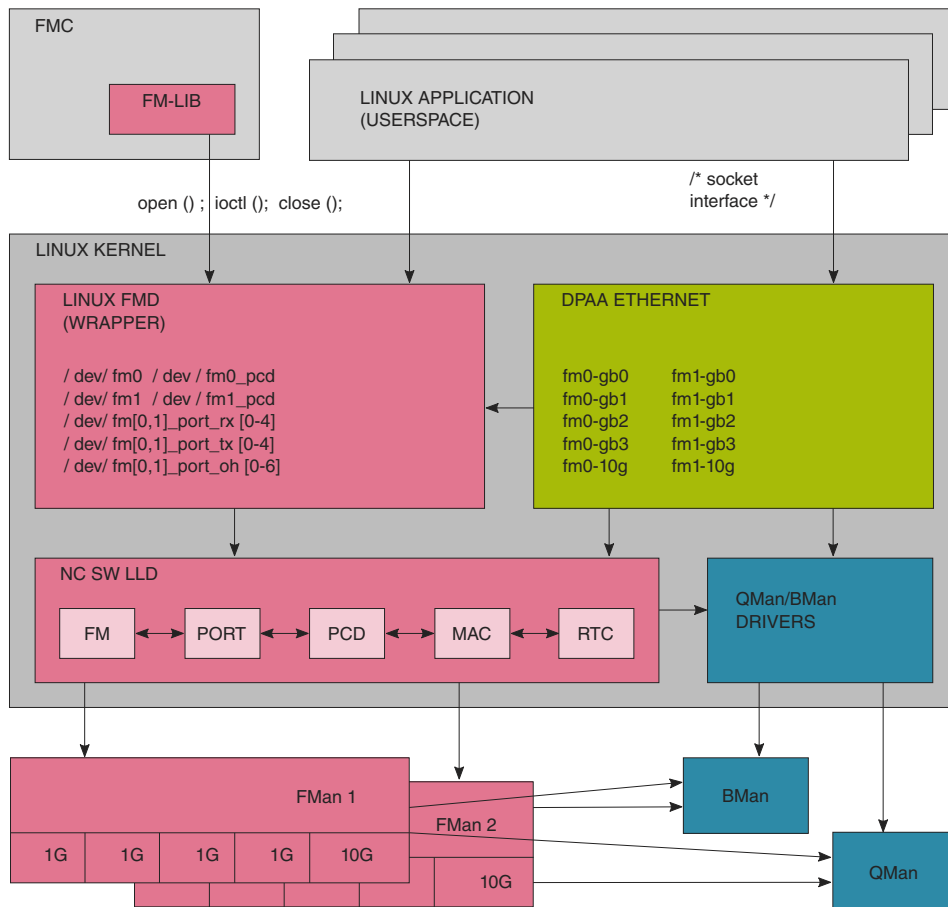 FMC
FM-LIB
LINUX APPLICATION
(USERSPACE)
open () ; ioctl (); close ();
/* socket
interface */
LINUX KERNEL
LINUX FMD
(WRAPPER)
/ dev/ fm0 / dev / fm0_pcd
/ dev/ fm1 / dev / fm1_pcd
/ dev/ fm[0,1]_port_rx [0-4]
/ dev/ fm[0,1]_port_tx [0-4]
/ dev/ fm[0,1]_port_oh [0-6]
DPAA ETHERNET
fm0-gb0 fm1-gb0
fm0-gb1 fm1-gb1
fm0-gb2 fm1-gb2
fm0-gb3 fm1-gb3
fm0-10g fm1-10g
NC SW LLD
FM PORT PCD MAC RTC
QMan/BMan
DRIVERS
FMan 1
1G 1G 1G 1G 10G
FMan 2
10G
BMan
QMan